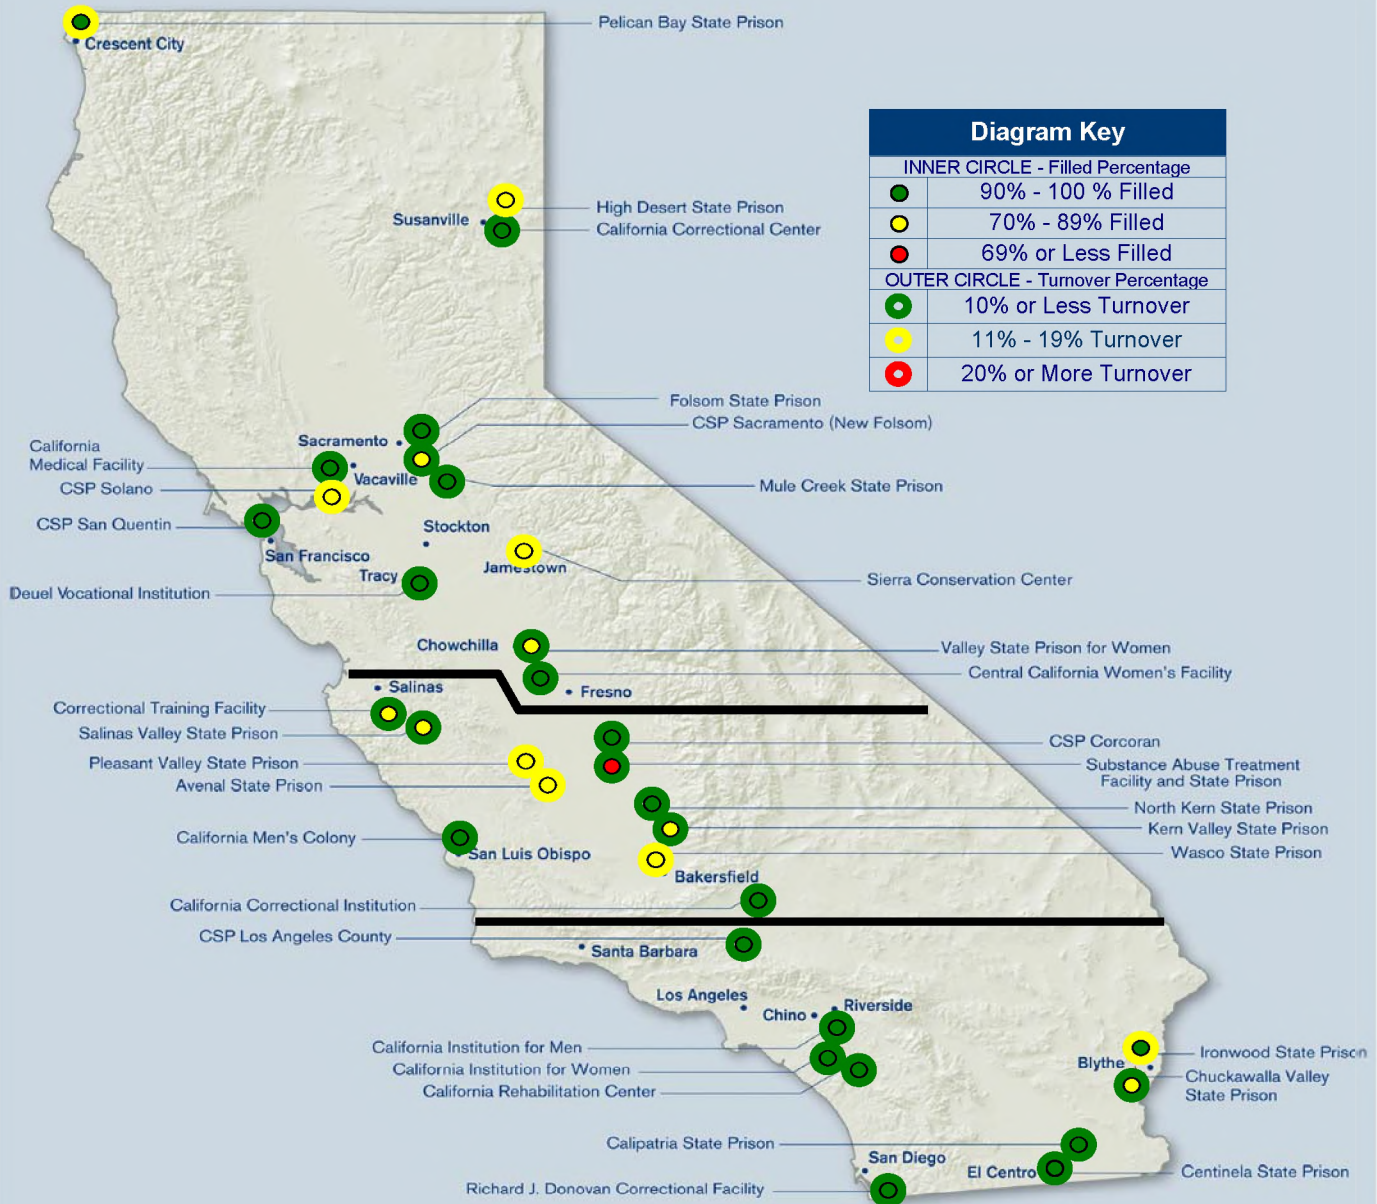 Pelican Bay State Prison
Crescent City
Diagram Key
INNER CIRCLE - Filled Percentage
90% - 100 % Filled
70% - 89% Filled
69% or Less Filled
OUTER CIRCLE - Turnover Percentage
10% or Less Turnover
11% - 19% Turnover
20% or More Turnover
High Desert State Prison
Susanville
California Correctional Center
Folsom State Prison
CSP Sacramento (New Folsom)
Sacramento
California
Medical Facility
Vacaville
Mule Creek State Prison
CSP Solano
CSP San Quentin
Stockton
San Francisco
Jamestown
Tracy
Sierra Conservation Center
Deuel Vocational Institution
Chowchilla
Valley State Prison for Women
Central California Women's Facility
Salinas
Fresno
Correctional Training Facility
Salinas Valley State Prison
CSP Corcoran
Pleasant Valley State Prison
Substance Abuse Treatment
Facility and State Prison
Avenal State Prison
North Kern State Prison
Kern Valley State Prison
California Men's Colony
San Luis Obispo
Wasco State Prison
Bakersfield
California Correctional Institution
CSP Los Angeles County
Santa Barbara
Los Angeles
Riverside
Chino
California Institution for Men
California Institution for Women
California Rehabilitation Center
Ironwood State Prison
Blythe
Chuckawalla Valley
State Prison
Calipatria State Prison
San Diego
El Centro
Centinela State Prison
Richard J. Donovan Correctional Facility